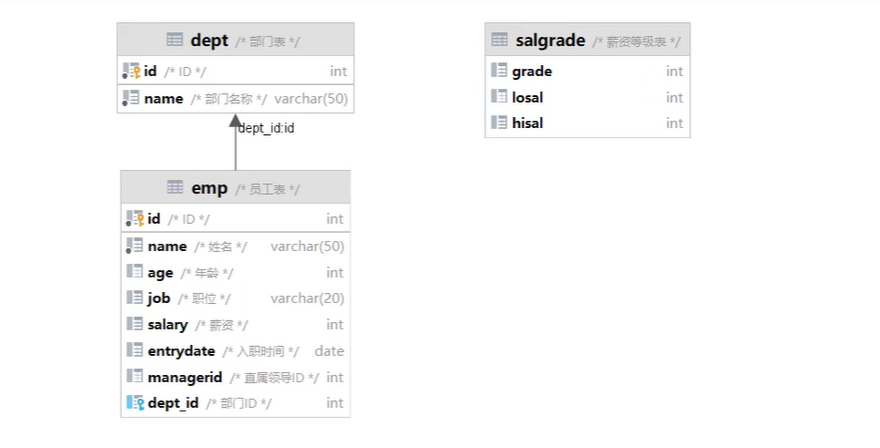 dept /* 部门表 */
id /* ID */ int
name /* 部门名称 */ varchar(50)
dept_id:id
emp /* 员工表 */
id /* ID */ int
name /* 姓名 */ varchar(50)
age /* 年龄 */ int
job /* 职位 */ varchar(20)
salary /* 薪资 */ int
entrydate /* 入职时间 */ date
managerid /* 直属领导ID */ int
dept_id /* 部门ID */ int
salgrade /* 薪资等级表 */
grade int
losal int
hisal int